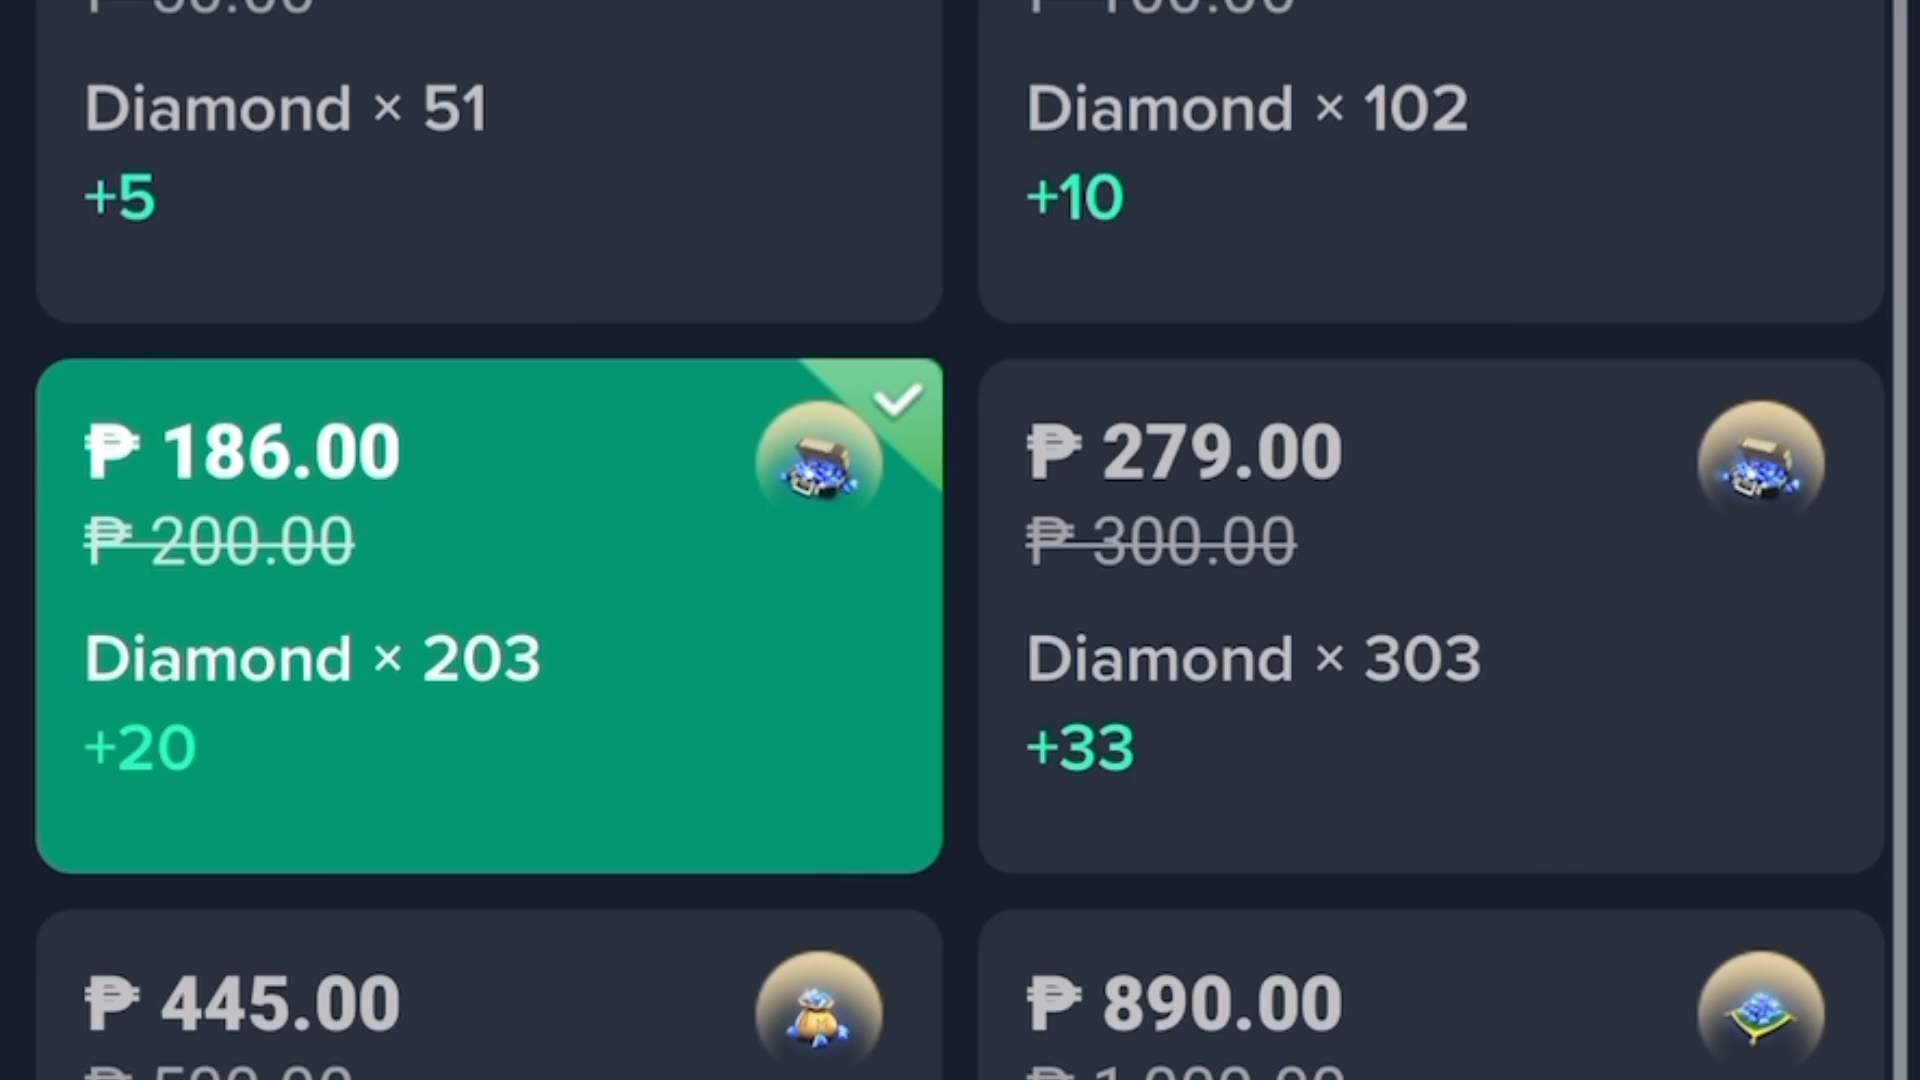 Diamond × 51
+5
Diamond × 102
+10
₱ 186.00
₱ 200.00
Diamond × 203
+20
₱ 279.00
₱ 300.00
Diamond × 303
+33
₱ 445.00
₱ 890.00